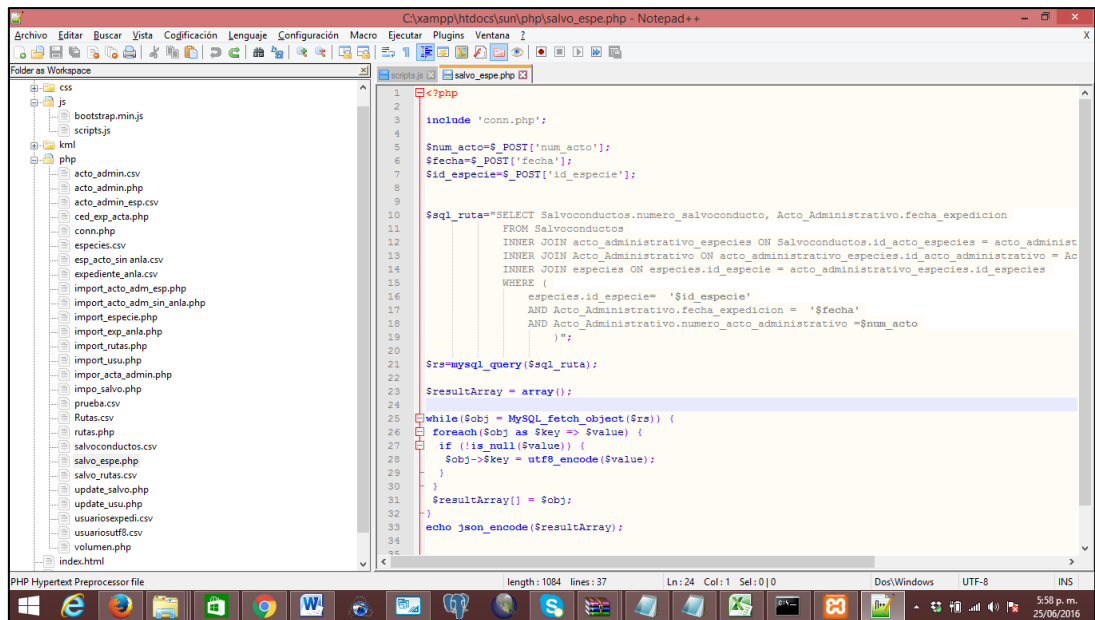 C:\xampp\htdocs\sun\php\salvo_espe.php - Notepad++
Archivo Editar Buscar Vista Codificación Lenguaje Configuración Macro Ejecutar Plugins Ventana ? X
Folder as Workspace
css
js
bootstrap.min.js
scripts.js
kml
php
acto_admin.csv
acto_admin.php
acto_admin_esp.csv
ced_exp_acta.php
conn.php
especies.csv
esp_acto_sin anla.csv
expediente_anla.csv
import_acto_adm_esp.php
import_acto_adm_sin_anla.php
import_especie.php
import_exp_anla.php
import_rutas.php
import_usu.php
impor_acta_admin.php
impo_salvo.php
prueba.csv
Rutas.csv
rutas.php
salvoconductos.csv
salvo_espe.php
salvo_rutas.csv
update_salvo.php
update_usu.php
usuariosexpedi.csv
usuariosutf8.csv
volumen.php
index.html
scripts.js salvo_espe.php
1 <?php
2
3 include 'conn.php';
4
5 $num_acto=$_POST['num_acto'];
6 $fecha=$_POST['fecha'];
7 $id_especie=$_POST['id_especie'];
8
9
10 $sql_ruta="SELECT Salvoconductos.numero_salvoconducto, Acto_Administrativo.fecha_expedicion
11 FROM Salvoconductos
12 INNER JOIN acto_administrativo_especies ON Salvoconductos.id_acto_especies = acto_administ
13 INNER JOIN Acto_Administrativo ON acto_administrativo_especies.id_acto_administrativo = Ac
14 INNER JOIN especies ON especies.id_especie = acto_administrativo_especies.id_especies
15 WHERE (
16 especies.id_especie= '$id_especie'
17 AND Acto_Administrativo.fecha_expedicion = '$fecha'
18 AND Acto_Administrativo.numero_acto_administrativo =$num_acto
19 )";
20
21 $rs=mysql_query($sql_ruta);
22
23 $resultArray = array();
24
25 while($obj = MySQL_fetch_object($rs)) {
26 foreach($obj as $key => $value) {
27 if (!is_null($value)) {
28 $obj->$key = utf8_encode($value);
29 }
30 }
31 $resultArray[] = $obj;
32 }
33 echo json_encode($resultArray);
34
35
PHP Hypertext Preprocessor file length : 1084 lines : 37 Ln : 24 Col : 1 Sel : 0 | 0 Dos\Windows UTF-8 INS
5:58 p. m.
25/06/2016